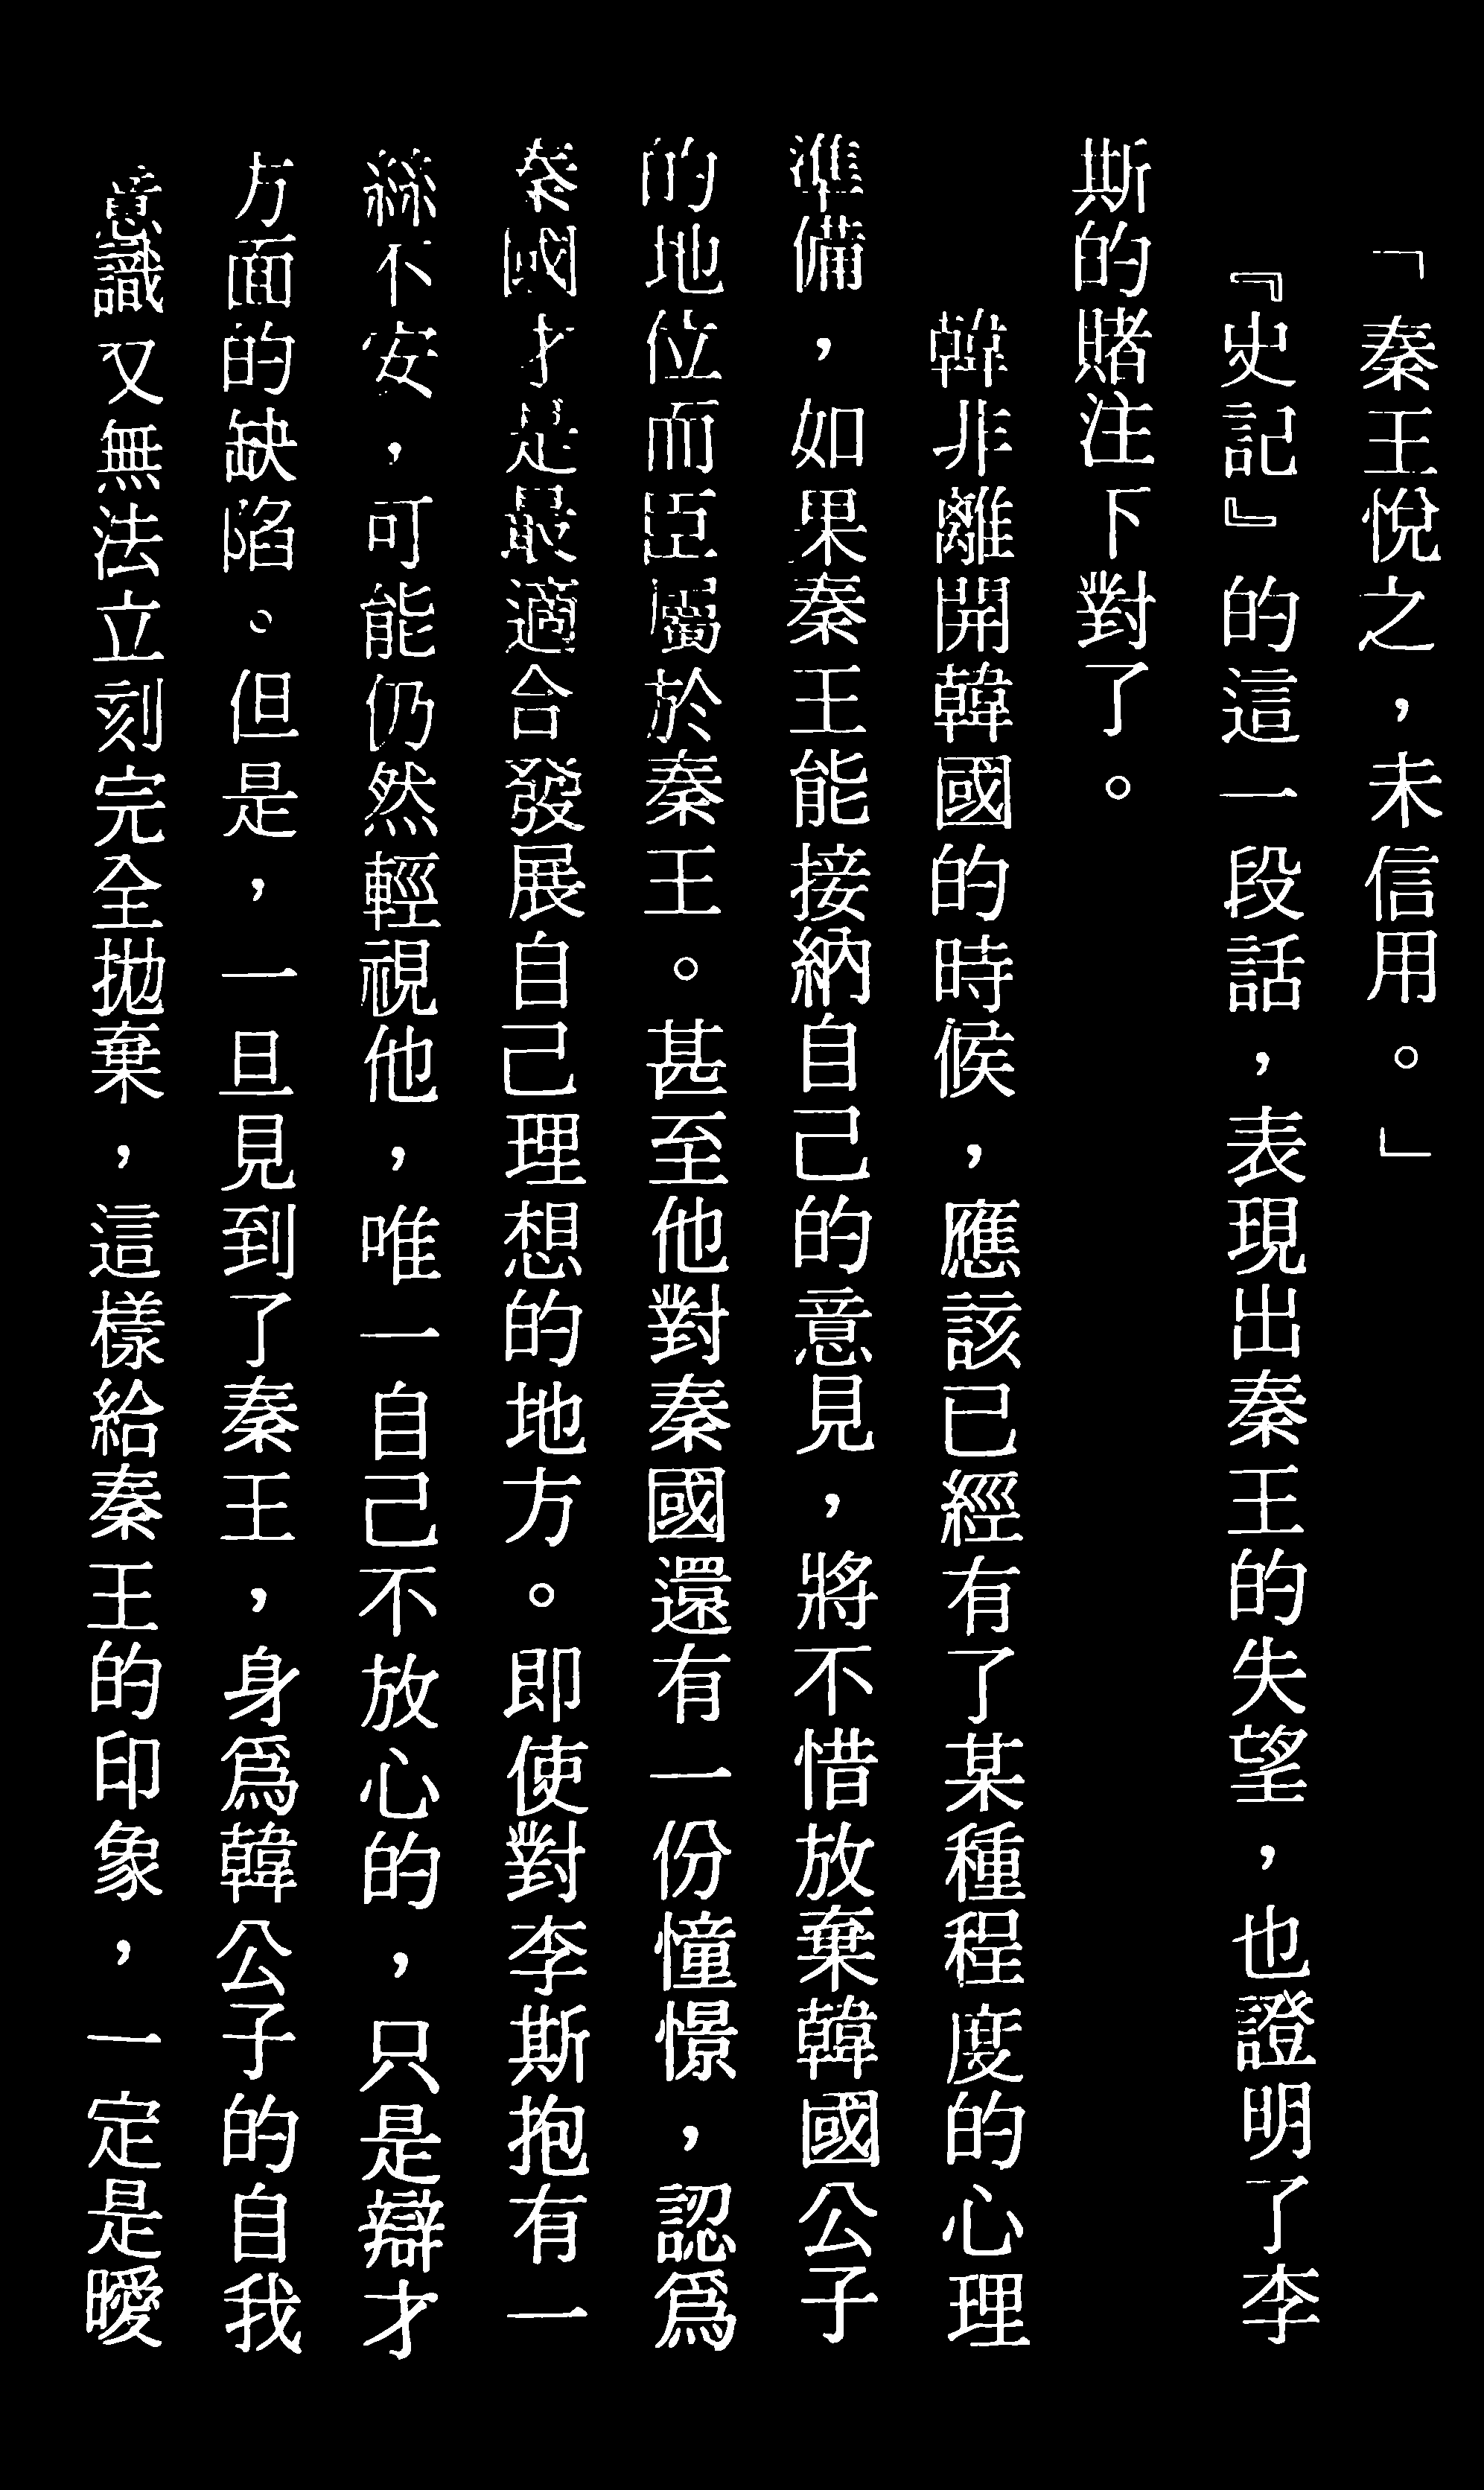 「秦王悅之，未信用。」
『史記』的這一段話，表現出秦王的失望，也證明了李
斯的賭注下對了。
韓非離開韓國的時候，應該已經有了某種程度的心理
準備，如果秦王能接納自己的意見，將不惜放棄韓國公子
的地位而臣屬於秦王。甚至他對秦國還有一份憧憬，認爲
秦國才是最適合發展自己理想的地方。即使對李斯抱有一
絲不安，可能仍然輕視他，唯一自己不放心的，只是辯才
方面的缺陷。但是，一旦見到了秦王，身爲韓公子的自我
意識又無法立刻完全拋棄，這樣給秦王的印象，一定是曖